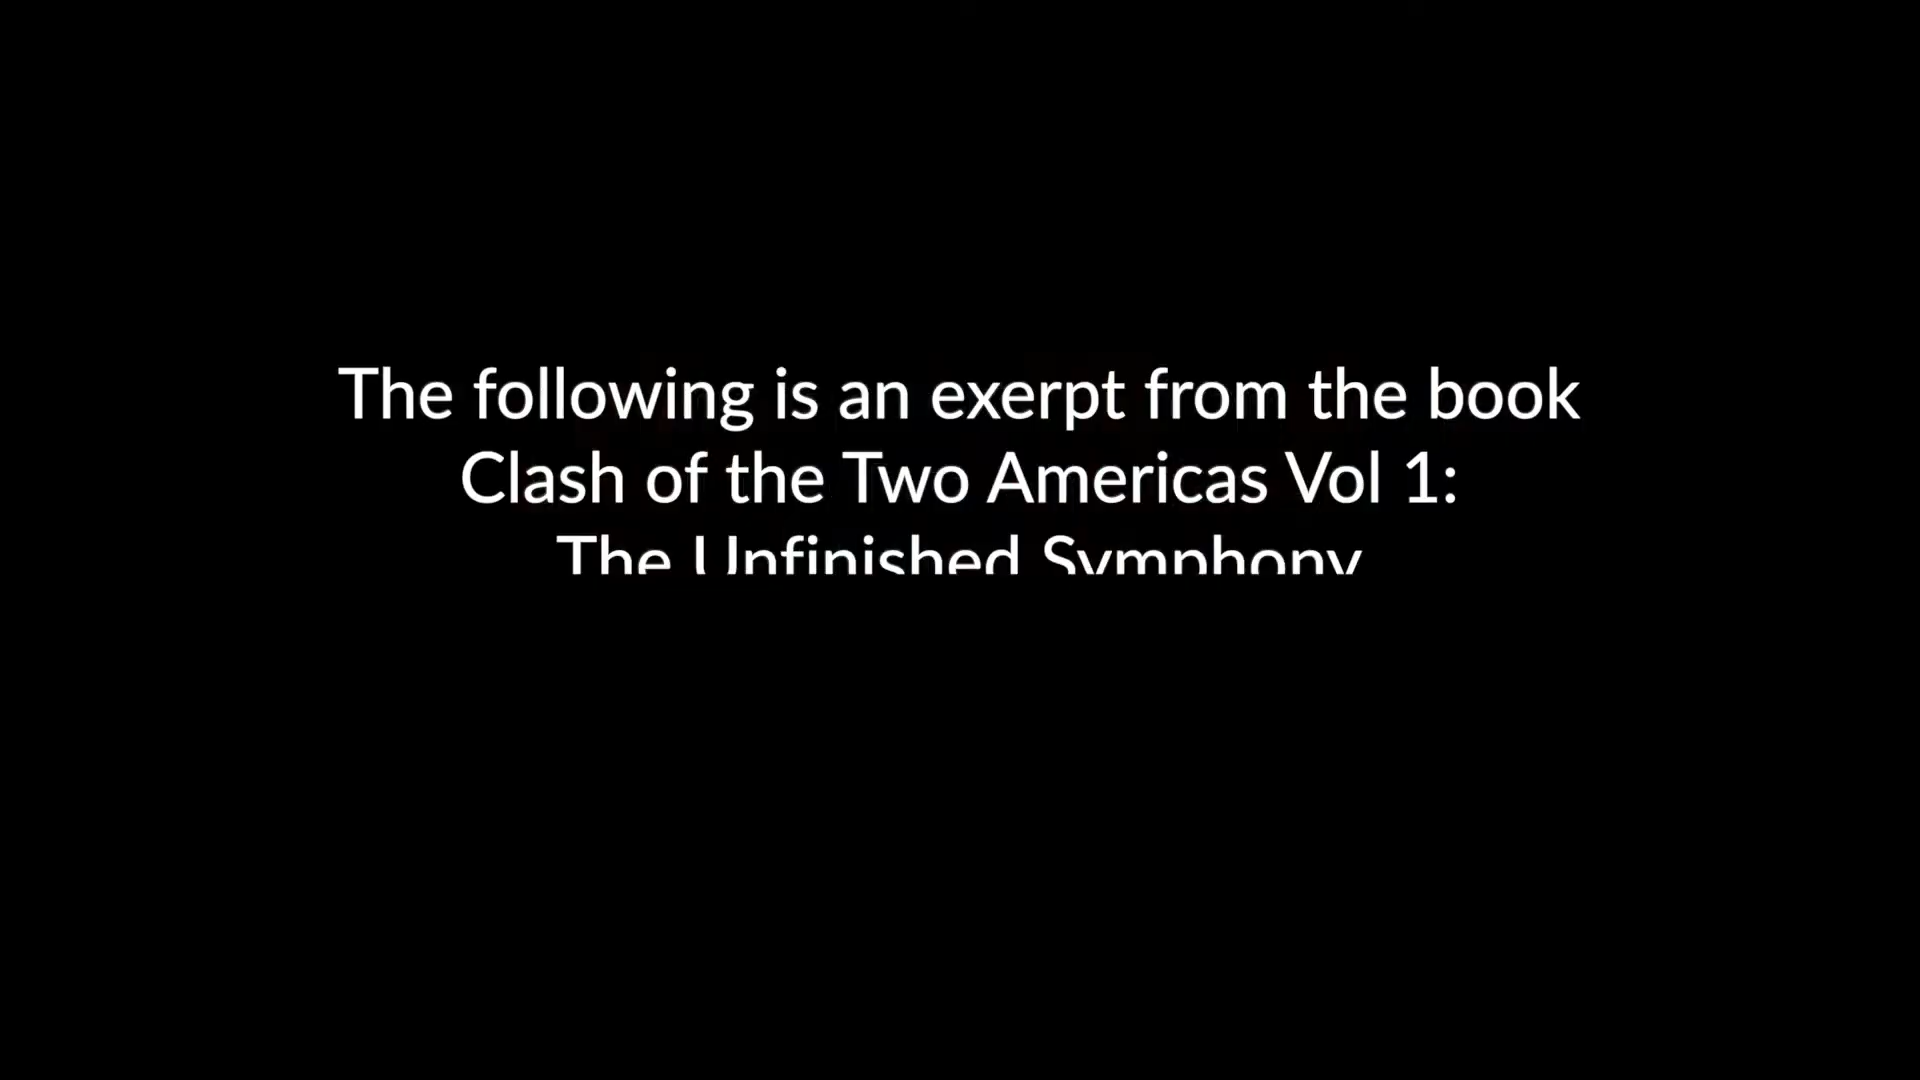 The following is an exerpt from the book
Clash of the Two Americas Vol 1:
The Unfinished Symphony